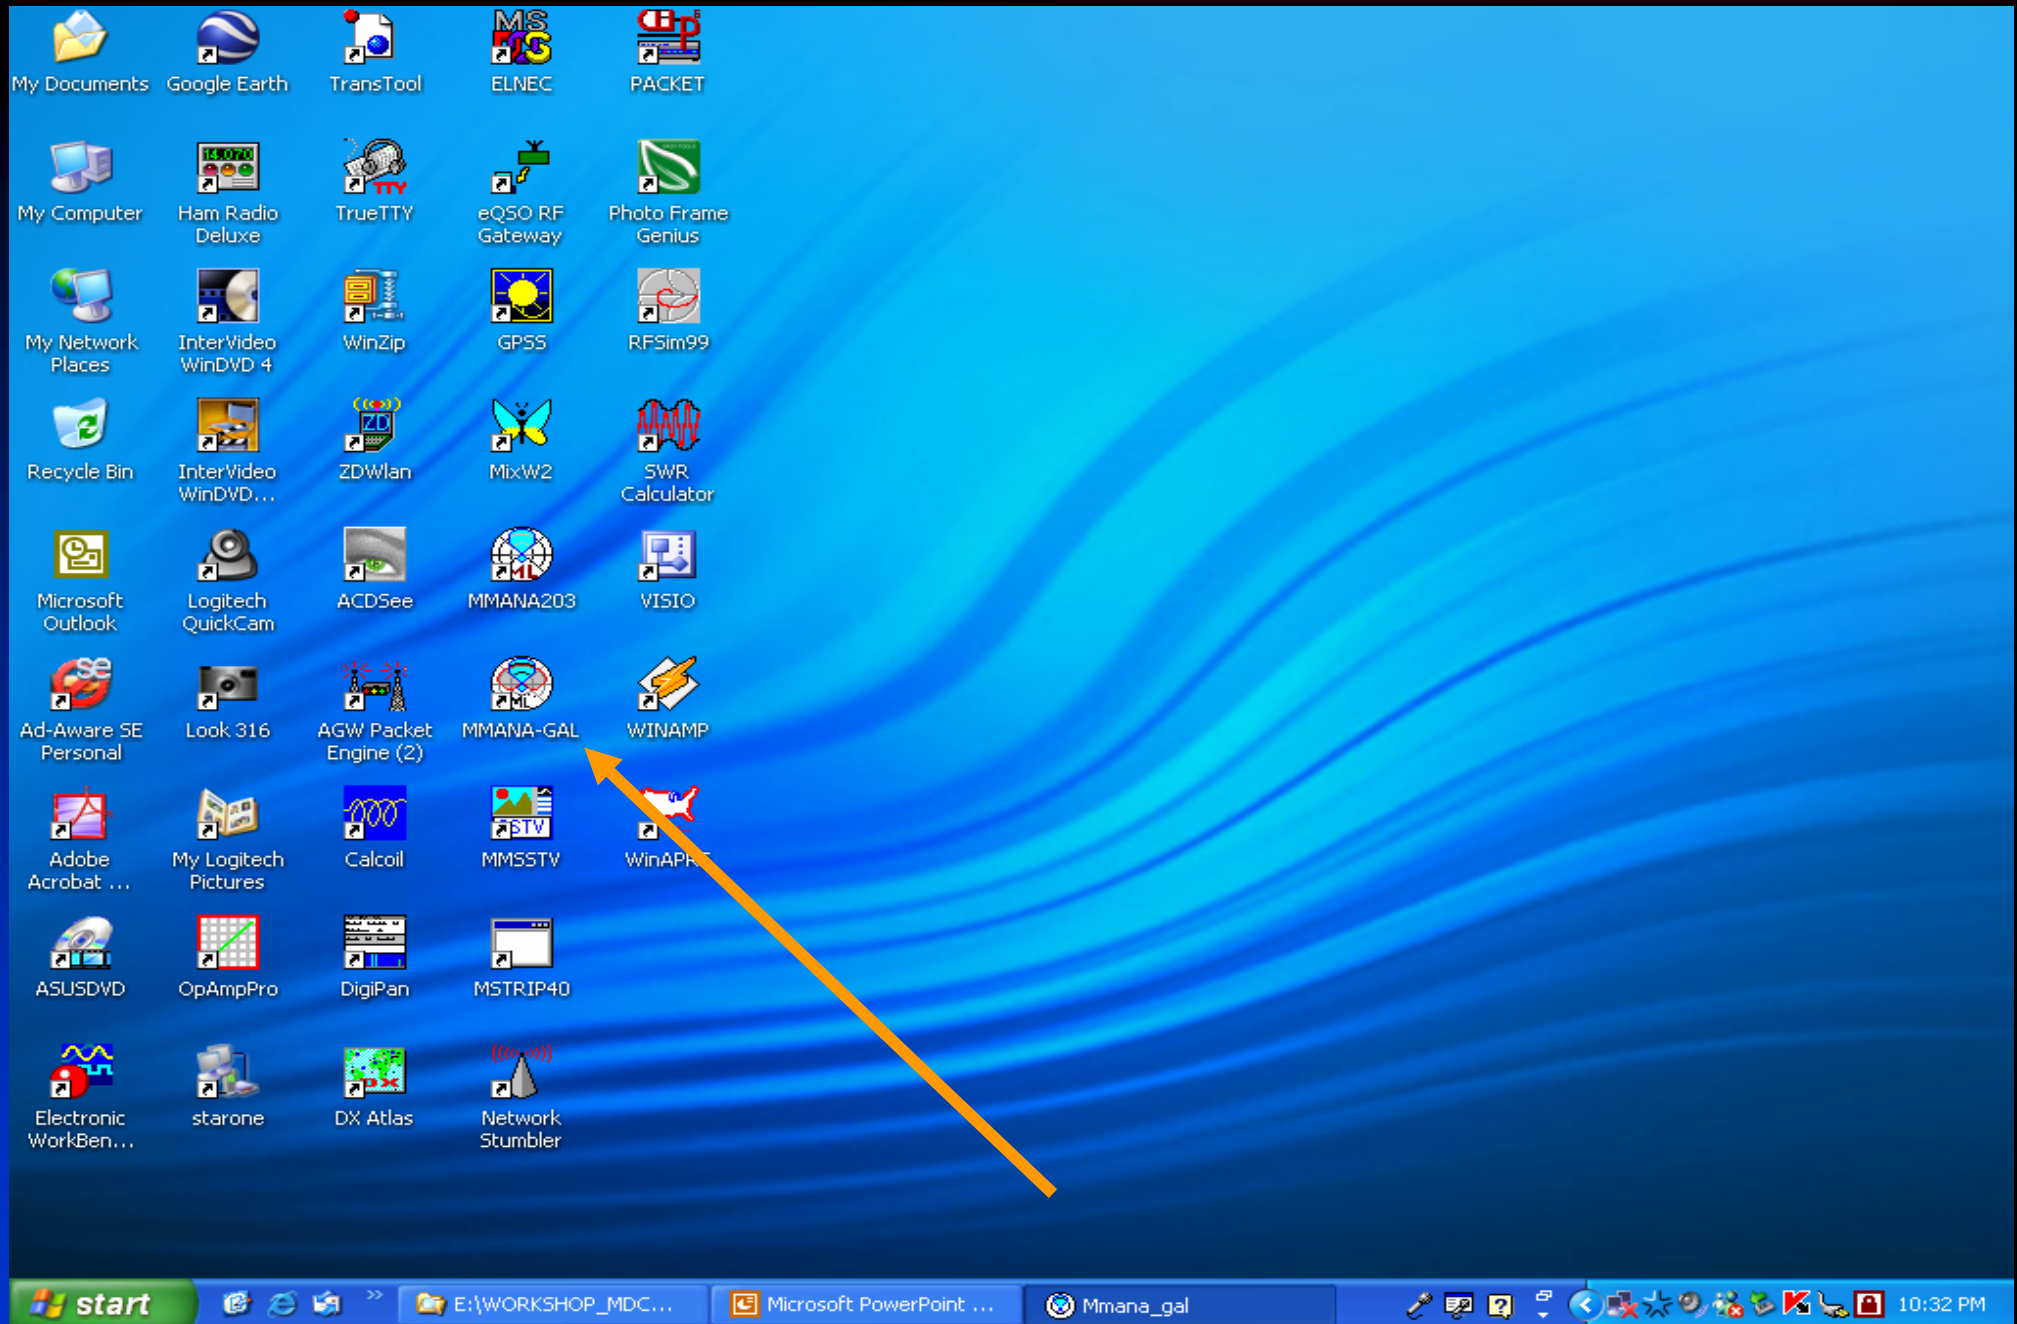 My Documents
Google Earth
TransTool
ELNEC
PACKET
My Computer
Ham Radio
Deluxe
TrueTTY
eQSO RF
Gateway
Photo Frame
Genius
My Network
Places
InterVideo
WinDVD 4
WinZip
GPSS
RFSim99
Recycle Bin
InterVideo
WinDVD...
ZDWlan
MixW2
SWR
Calculator
Microsoft
Outlook
Logitech
QuickCam
ACDSee
MMANA203
VISIO
Ad-Aware SE
Personal
Look 316
AGW Packet
Engine (2)
MMANA-GAL
WINAMP
Adobe
Acrobat ...
My Logitech
Pictures
Calcoil
MMSSTV
ASUSDVD
OpAmpPro
DigiPan
MSTRIP40
Electronic
WorkBen...
starone
DX Atlas
Network
Stumbler
start
E:\WORKSHOP_MDC...
Microsoft PowerPoint ...
Mmana_gal
10:32 PM